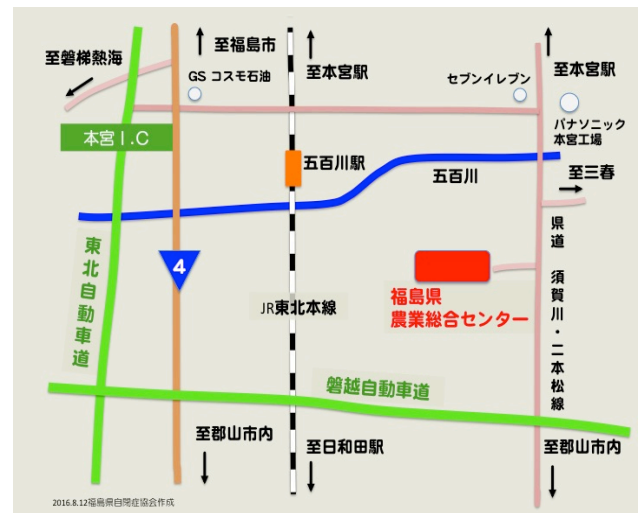 至福島市
至磐梯熱海
GS コスモ石油
至本宮駅
セブンイレブン
至本宮駅
パナソニック
本宮工場
本宮I.C
五百川駅
五百川
至三春
東北自動車道
4
県道 須賀川・二本松線
福島県
農業総合センター
JR東北本線
磐越自動車道
至郡山市内
至日和田駅
至郡山市内
2016.8.12福島県自閉症協会作成